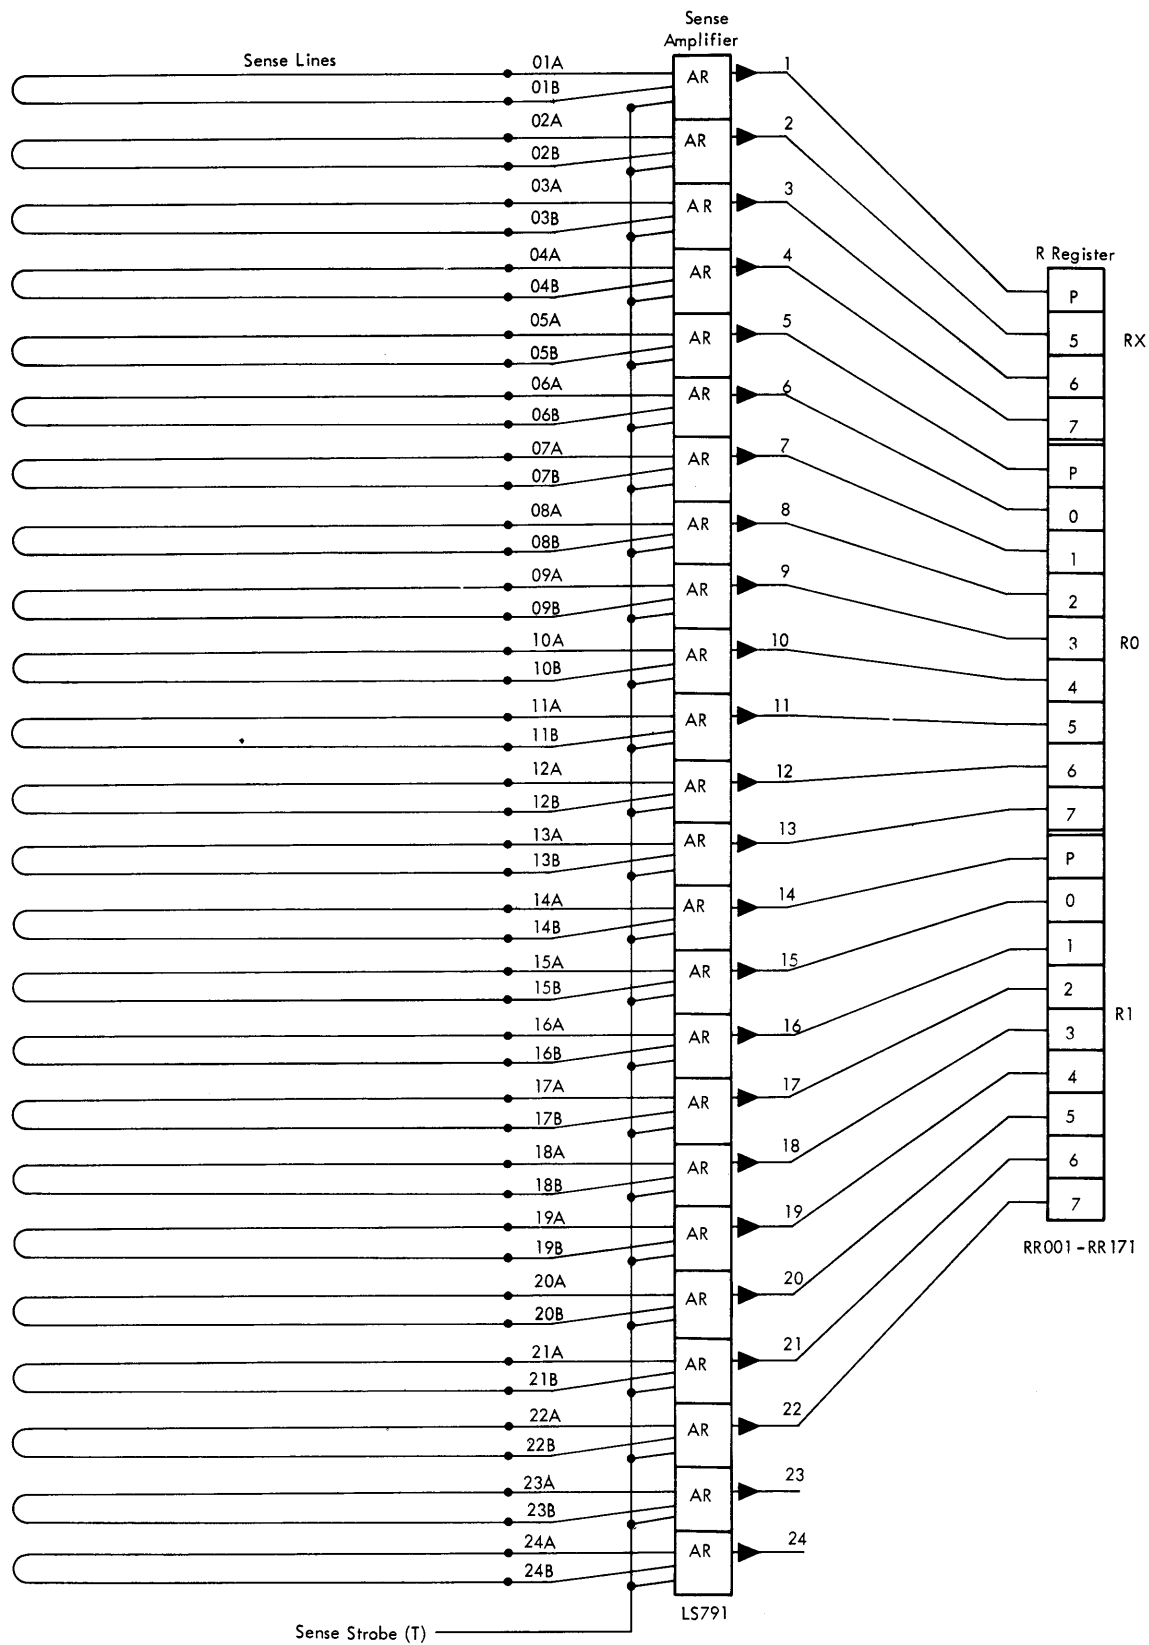 Sense
Amplifier
Sense Lines
01A
AR
1
01B
02A
AR
2
02B
03A
AR
3
03B
04A
AR
4
04B
05A
AR
5
05B
06A
AR
6
06B
07A
AR
7
07B
08A
AR
8
08B
09A
AR
9
09B
10A
AR
10
10B
11A
AR
11
11B
12A
AR
12
12B
13A
AR
13
13B
14A
AR
14
14B
15A
AR
15
15B
16A
AR
16
16B
17A
AR
17
17B
18A
AR
18
18B
19A
AR
19
19B
20A
AR
20
20B
21A
AR
21
21B
22A
AR
22
22B
23A
AR
23
23B
24A
AR
24
24B
LS791
Sense Strobe (T)
R Register
P
5
RX
6
7
P
0
1
2
3
R0
4
5
6
7
P
0
1
2
R1
3
4
5
6
7
RR001-RR171